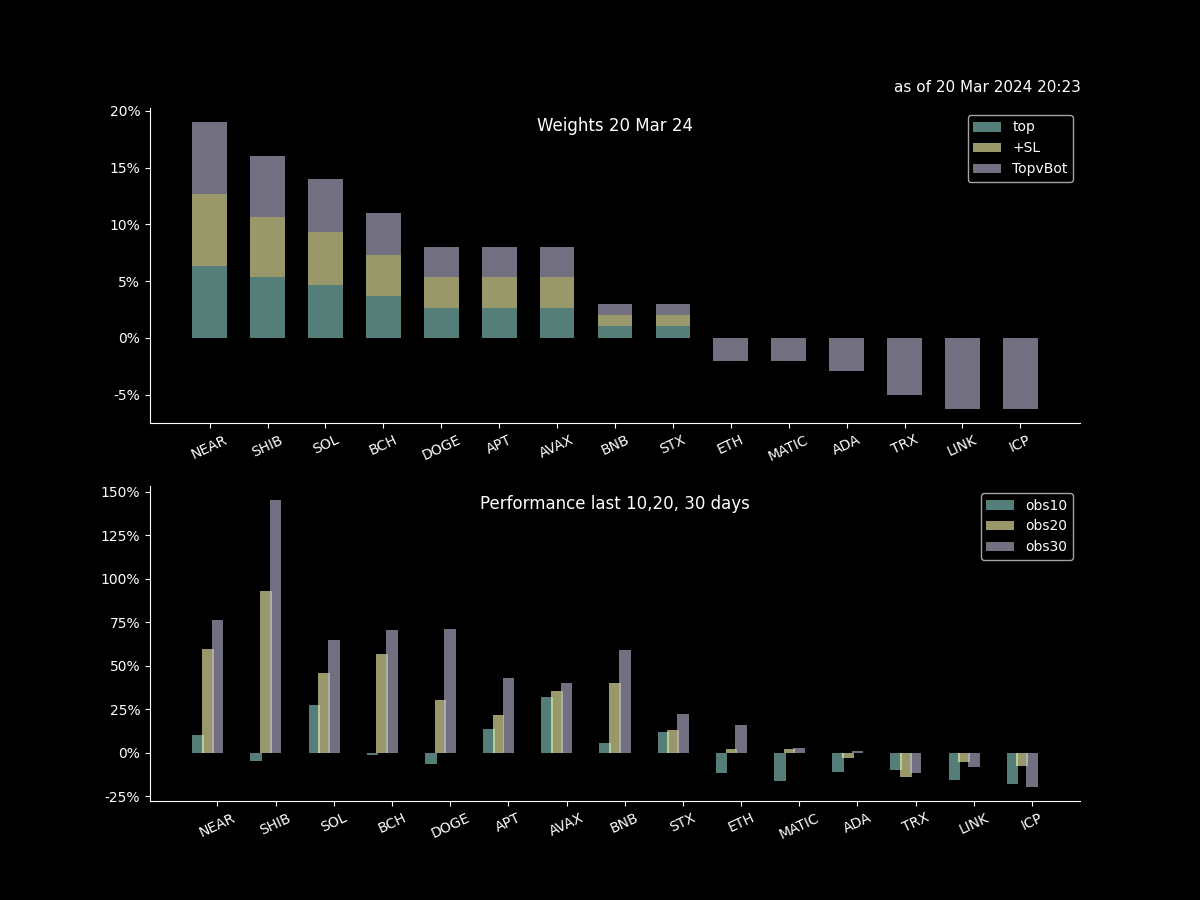 as of 20 Mar 2024 20:23
Weights 20 Mar 24
top
+SL
TopvBot
20%
15%
10%
5%
0%
-5%
NEAR SHIB SOL BCH DOGE APT AVAX BNB STX ETH MATIC ADA TRX LINK ICP
Performance last 10,20, 30 days
obs10
obs20
obs30
150%
125%
100%
75%
50%
25%
0%
-25%
NEAR SHIB SOL BCH DOGE APT AVAX BNB STX ETH MATIC ADA TRX LINK ICP